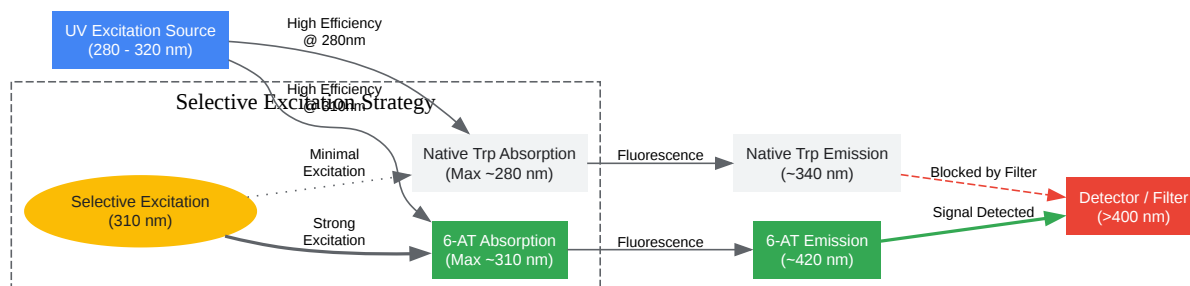 UV Excitation Source
(280 - 320 nm)
High Efficiency
@ 280nm
High Efficiency
@ 310nm
Selective Excitation Strategy
Minimal
Excitation
Native Trp Absorption
(Max ~280 nm)
Fluorescence
Native Trp Emission
(~340 nm)
Blocked by Filter
Selective Excitation
(310 nm)
Strong
Excitation
6-AT Absorption
(Max ~310 nm)
Fluorescence
6-AT Emission
(~420 nm)
Signal Detected
Detector / Filter
(>400 nm)